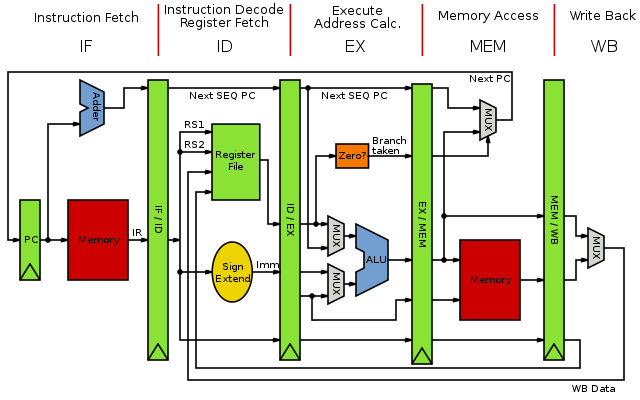 Instruction Fetch
IF
Instruction Decode
Register Fetch
ID
Execute
Address Calc.
EX
Memory Access
MEM
Write Back
WB
Next PC
Adder
Next SEQ PC
Next SEQ PC
RS1
RS2
Register
File
Zero?
Branch
taken
MUX
PC
Memory
IR
IF / ID
Sign
Extend
Imm
ID / EX
MUX
MUX
ALU
EX / MEM
Memory
MEM / WB
MUX
WB Data